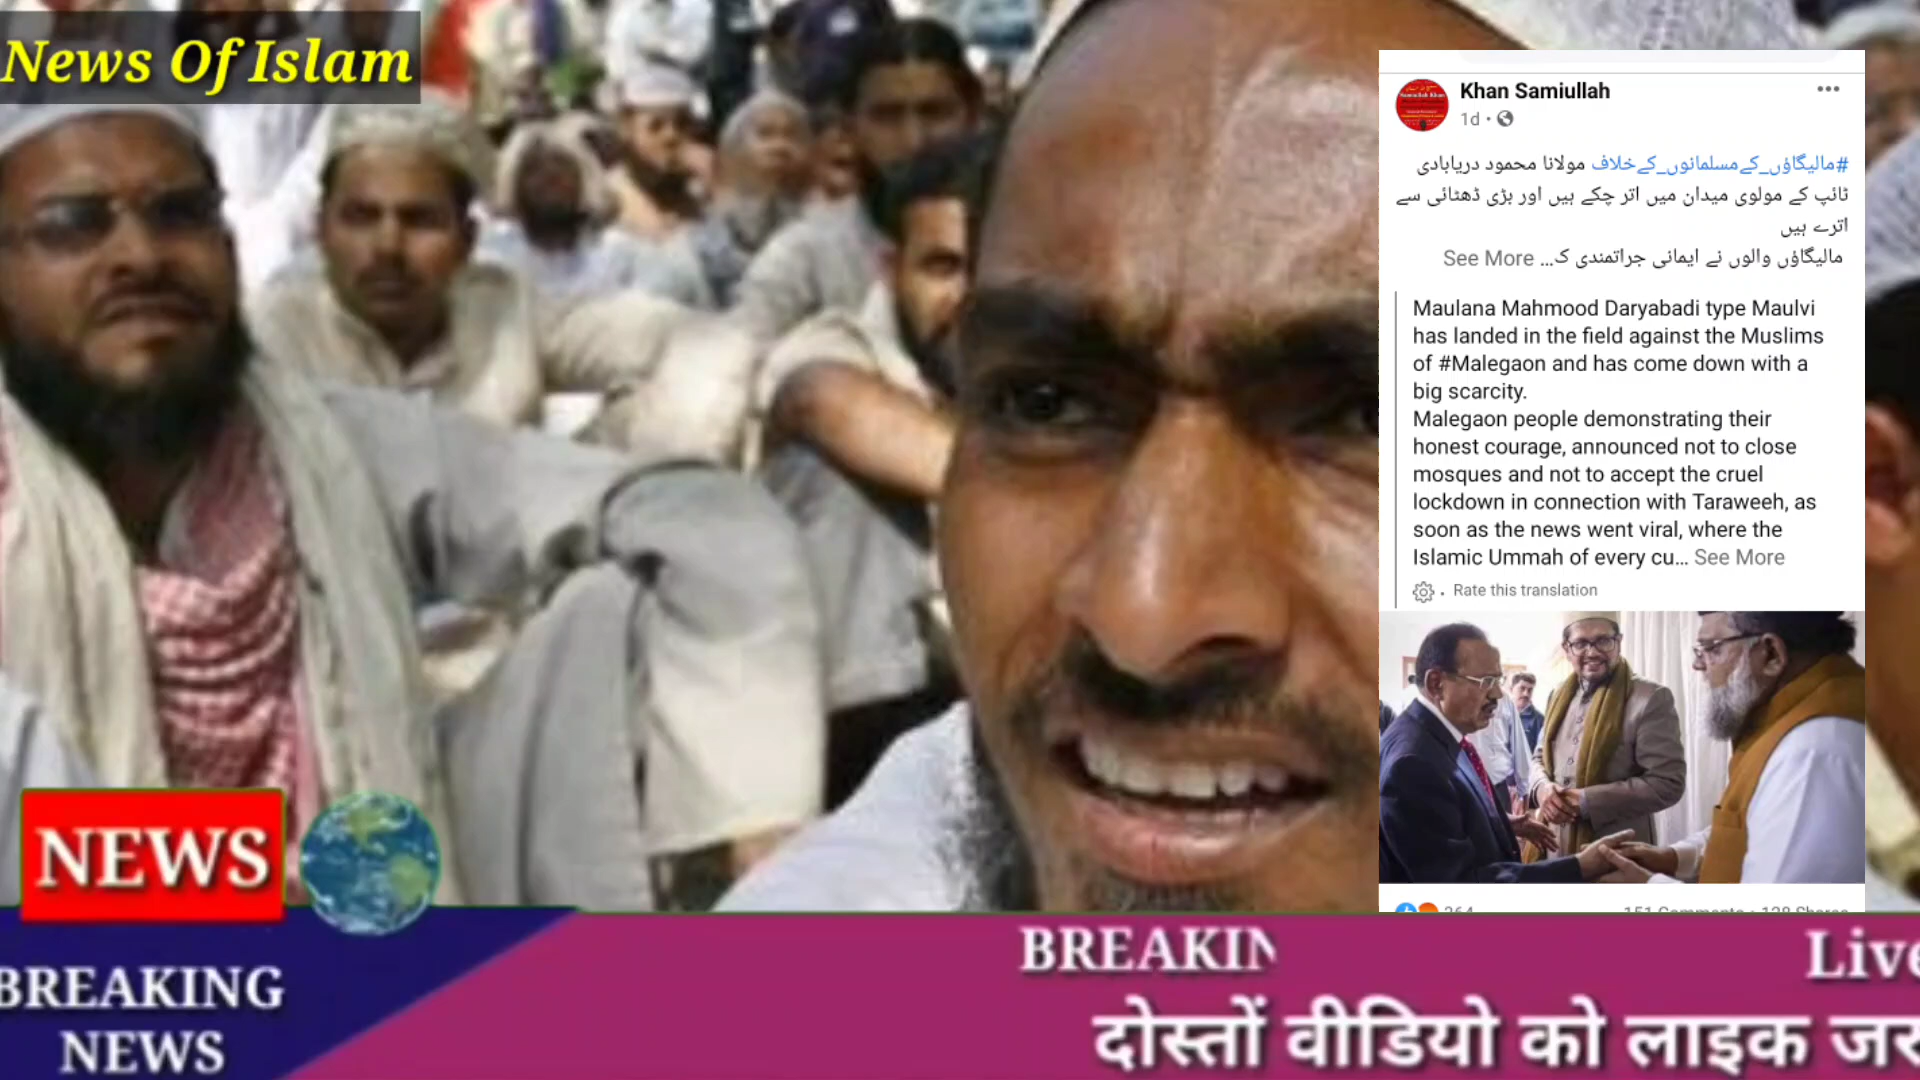 News Of Islam
Khan Samiullah
1d
#مالیگاؤں_کےمسلمانوں_کےخلاف مولانا محمود دریابادی
ٹائپ کے مولوی میدان میں اتر چکے ہیں اور بڑی ڈھٹائی سے
اترے ہیں
مالیگاؤں والوں نے ایمانی جراتمندی ک... See More
Maulana Mahmood Daryabadi type Maulvi
has landed in the field against the Muslims
of #Malegaon and has come down with a
big scarcity.
Malegaon people demonstrating their
honest courage, announced not to close
mosques and not to accept the cruel
lockdown in connection with Taraweeh, as
soon as the news went viral, where the
Islamic Ummah of every cu... See More
Rate this translation
NEWS
BREAKING
NEWS
BREAKIN
Live
दोस्तों वीडियो को लाइक जरु